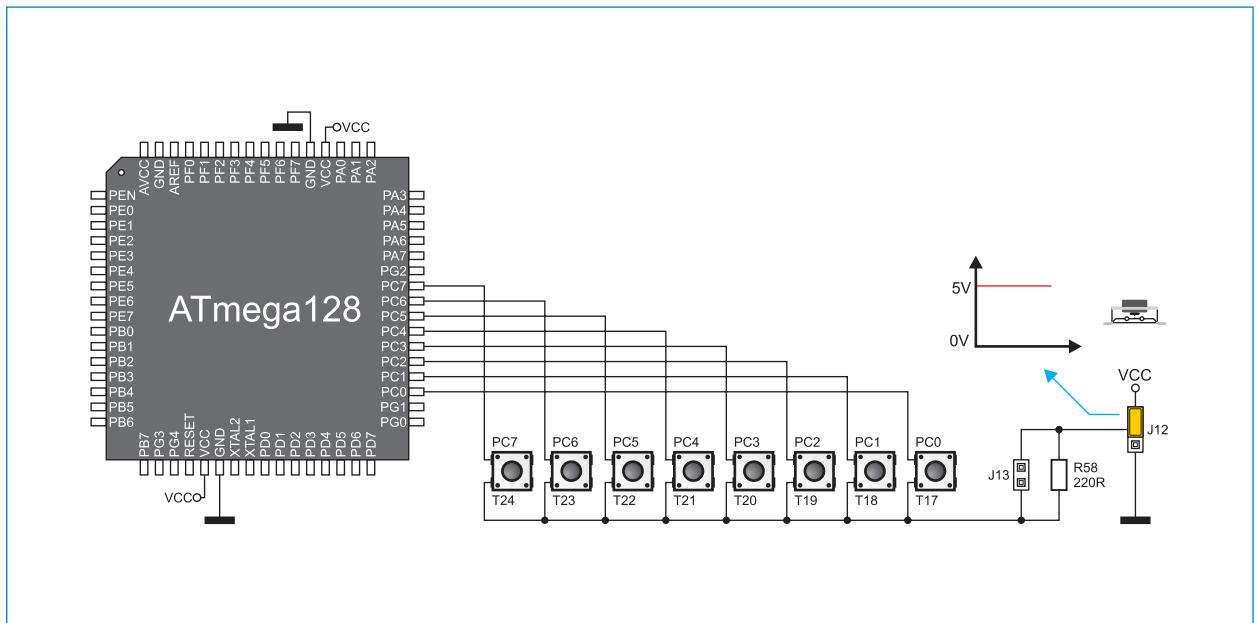 VCC
AVCC
GND
AREF
PF0
PF1
PF2
PF3
PF4
PF5
PF6
PF7
GND
VCC
PA0
PA1
PA2
PEN
PE0
PE1
PE2
PE3
PE4
PE5
PE6
PE7
PB0
PB1
PB2
PB3
PB4
PB5
PB6
ATmega128
PA3
PA4
PA5
PA6
PA7
PG2
PC7
PC6
PC5
PC4
PC3
PC2
PC1
PC0
PG1
PG0
PB7
PG3
PG4
RESET
VCC
GND
XTAL2
XTAL1
PD0
PD1
PD2
PD3
PD4
PD5
PD6
PD7
VCC
5V
0V
VCC
J12
PC7
PC6
PC5
PC4
PC3
PC2
PC1
PC0
T24
T23
T22
T21
T20
T19
T18
T17
J13
R58
220R